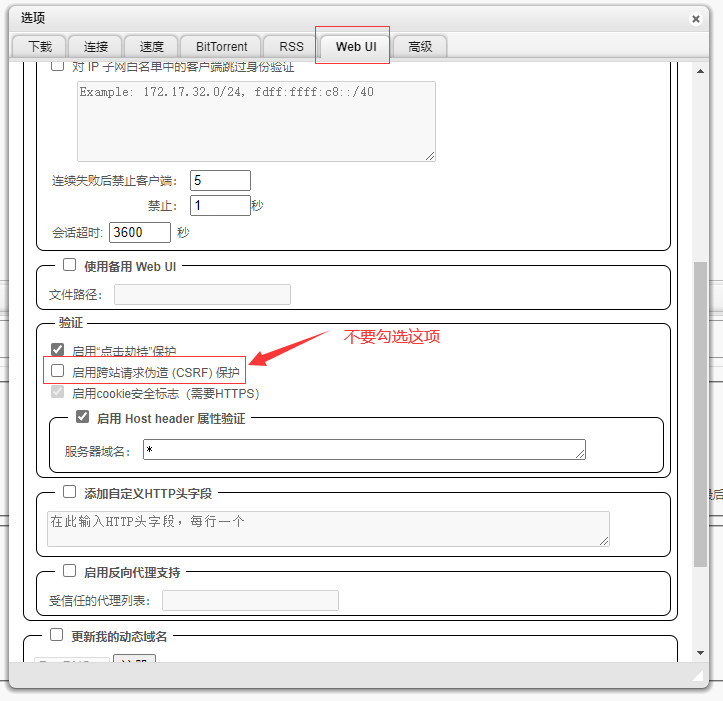 选项
下载 连接 速度 BitTorrent RSS Web UI 高级
对 IP 子网白名单中的客户端跳过身份验证
Example: 172.17.32.0/24, fdff:ffff:c8::/40
连续失败后禁止客户端： 5
禁止： 1 秒
会话超时: 3600 秒
使用备用 Web UI
文件路径：
验证
不要勾选这项
启用“点击劫持”保护
启用跨站请求伪造 (CSRF) 保护
启用cookie安全标志（需要HTTPS）
启用 Host header 属性验证
服务器域名： *
添加自定义HTTP头字段
在此输入HTTP头字段，每行一个
启用反向代理支持
受信任的代理列表：
更新我的动态域名